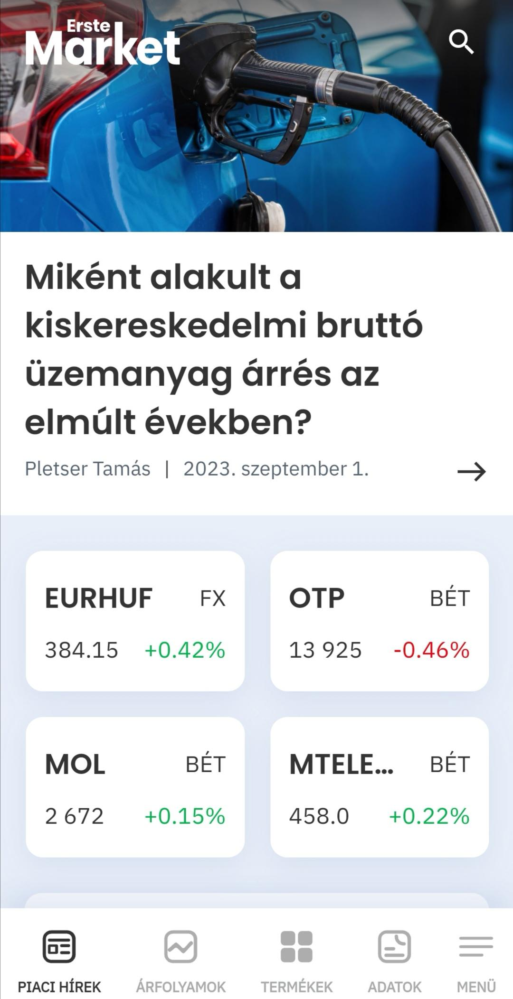 Erste
Market
Miként alakult a
kiskereskedelmi bruttó
üzemanyag árrés az
elmúlt években?
Pletser Tamás | 2023. szeptember 1.
EURHUF FX
384.15 +0.42%
OTP BÉT
13 925 -0.46%
MOL BÉT
2 672 +0.15%
MTELE... BÉT
458.0 +0.22%
PIACI HÍREK
ÁRFOLYAMOK
TERMÉKEK
ADATOK
MENÜ